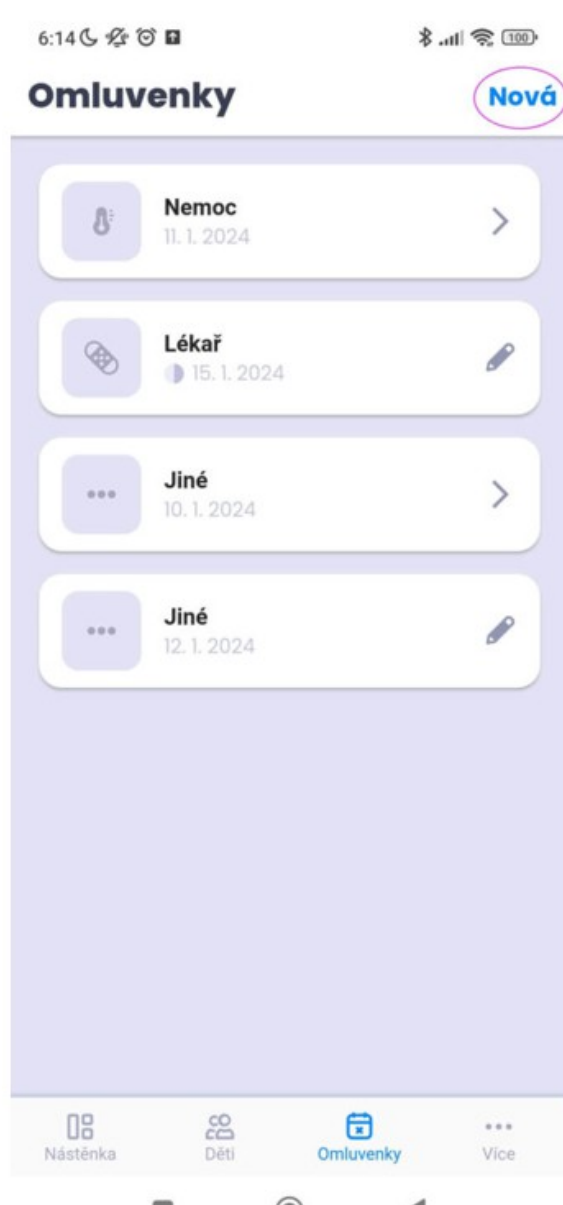 6:14
100
Omluvenky
Nová
Nemoc
11. 1. 2024
Lékař
15. 1. 2024
Jiné
10. 1. 2024
Jiné
12. 1. 2024
Nástěnka
Děti
Omluvenky
Více